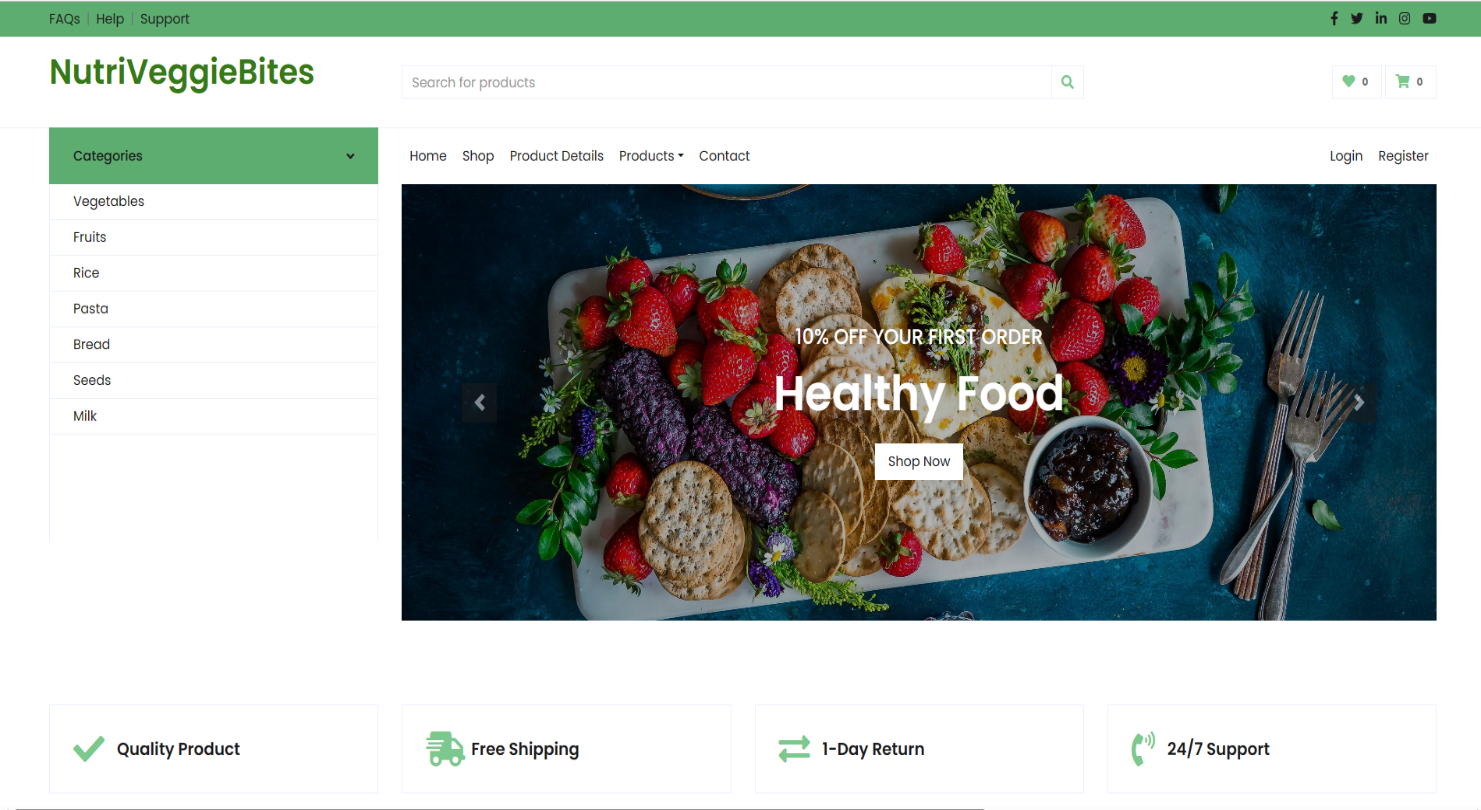 FAQs | Help | Support
NutriVeggieBites
Search for products
0
0
Categories
Home Shop Product Details Products Contact
Login Register
Vegetables
Fruits
Rice
Pasta
Bread
Seeds
Milk
10% OFF YOUR FIRST ORDER
Healthy Food
Shop Now
Quality Product
Free Shipping
1-Day Return
24/7 Support